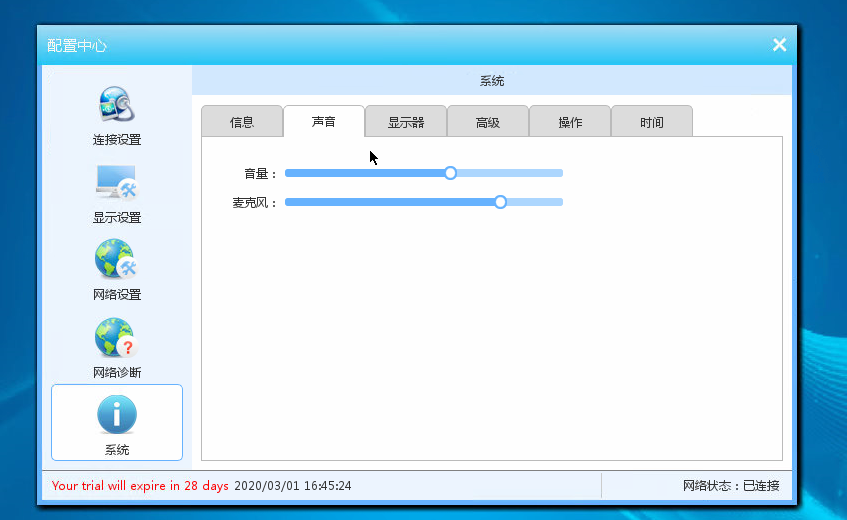 配置中心
连接设置
显示设置
网络设置
网络诊断
系统
系统
信息 声音 显示器 高级 操作 时间
音量：
麦克风：
Your trial will expire in 28 days 2020/03/01 16:45:24
网络状态：已连接